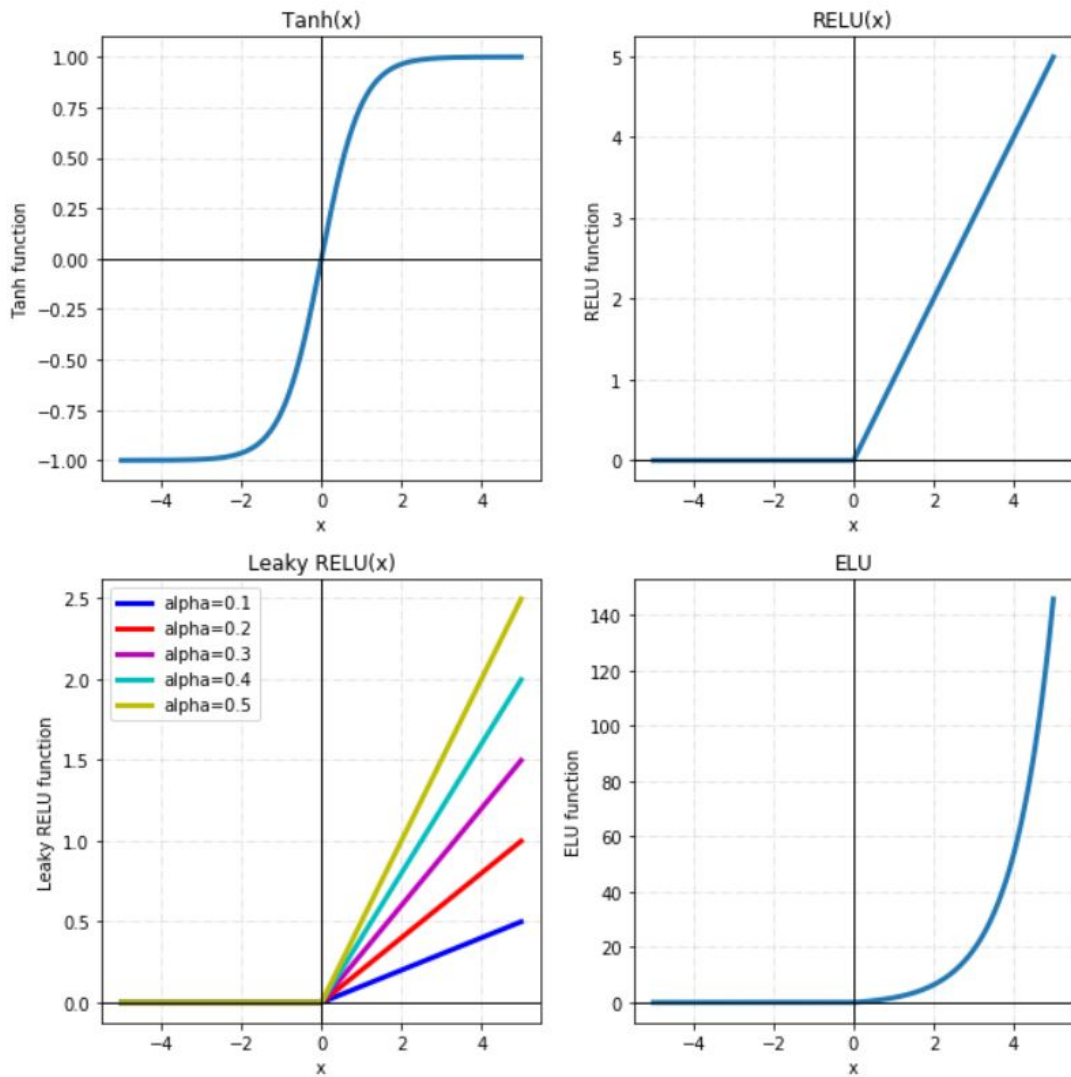 Tanh(x)
1.00
0.75
0.50
0.25
0.00
−0.25
−0.50
−0.75
−1.00
Tanh function
−4 −2 0 2 4
x
RELU(x)
5
4
3
2
1
0
RELU function
−4 −2 0 2 4
x
Leaky RELU(x)
2.5
2.0
1.5
1.0
0.5
0.0
Leaky RELU function
alpha=0.1
alpha=0.2
alpha=0.3
alpha=0.4
alpha=0.5
−4 −2 0 2 4
x
ELU
140
120
100
80
60
40
20
0
ELU function
−4 −2 0 2 4
x